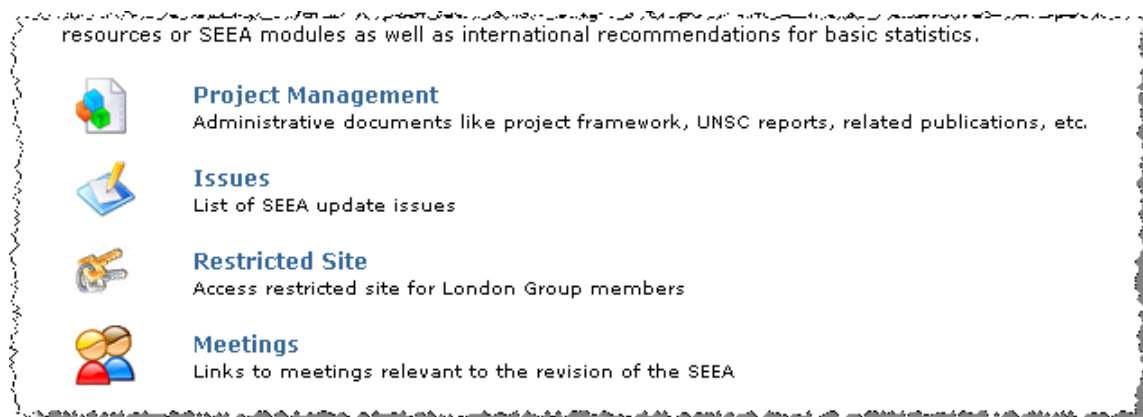 resources or SEEA modules as well as international recommendations for basic statistics.
Project Management
Administrative documents like project framework, UNSC reports, related publications, etc.
Issues
List of SEEA update issues
Restricted Site
Access restricted site for London Group members
Meetings
Links to meetings relevant to the revision of the SEEA